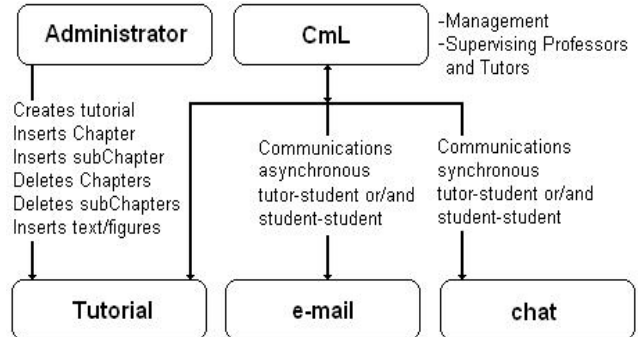 Administrator
CmL
-Management
-Supervising Professors
and Tutors
Creates tutorial
Inserts Chapter
Inserts subChapter
Deletes Chapters
Deletes subChapters
Inserts text/figures
Communications
asynchronous
tutor-student or/and
student-student
Communications
synchronous
tutor-student or/and
student-student
Tutorial
e-mail
chat